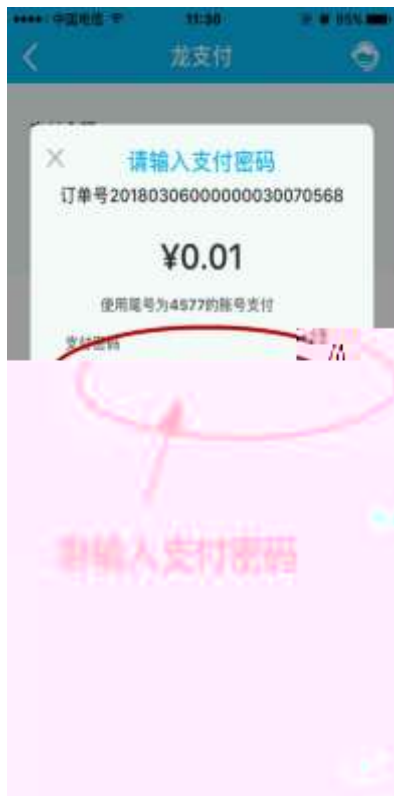 中国电信 11:30 95%
龙支付
请输入支付密码
订单号20180306000000030070568
¥0.01
使用尾号为4577的账号支付
支付密码
请输入支付密码